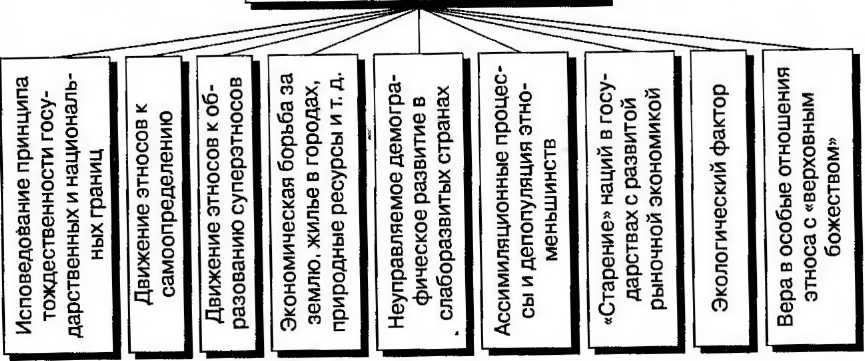 Исповедование принципа
тождественности госу-
дарственных и националь-
ных границ
Движение этносов к
самоопределению
Движение этносов к об-
разованию суперэтносов
Экономическая борьба за
землю, жилье в городах,
природные ресурсы и т. д.
Неуправляемое демогра-
фическое развитие в
слаборазвитых странах
Ассимиляционные процес-
сы и депопуляция этно-
меньшинств
«Старение» наций в госу-
дарствах с развитой
рыночной экономикой
Экологический фактор
Вера в особые отношения
этноса с «верховным
божеством»